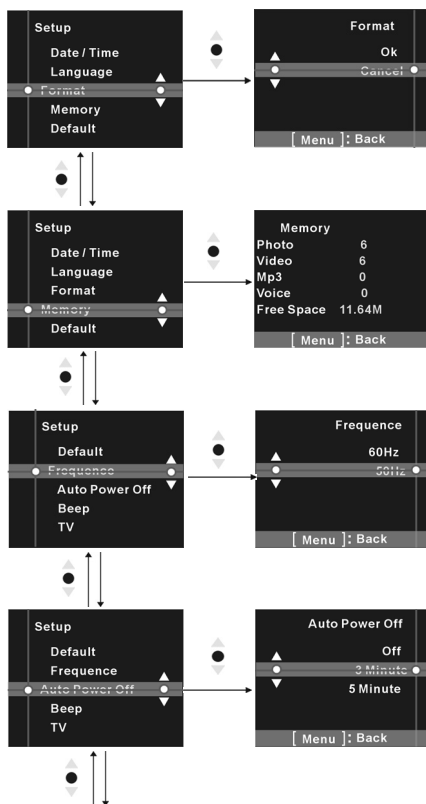 Setup
Date / Time
Language
Format
Memory
Default
Format
Ok
Cancel
[ Menu ]: Back
Setup
Date / Time
Language
Format
Memory
Default
Memory
Photo 6
Video 6
Mp3 0
Voice 0
Free Space 11.64M
[ Menu ]: Back
Setup
Default
Frequence
Auto Power Off
Beep
TV
Frequence
60Hz
50Hz
[ Menu ]: Back
Setup
Default
Frequence
Auto Power Off
Beep
TV
Auto Power Off
Off
3 Minute
5 Minute
[ Menu ]: Back